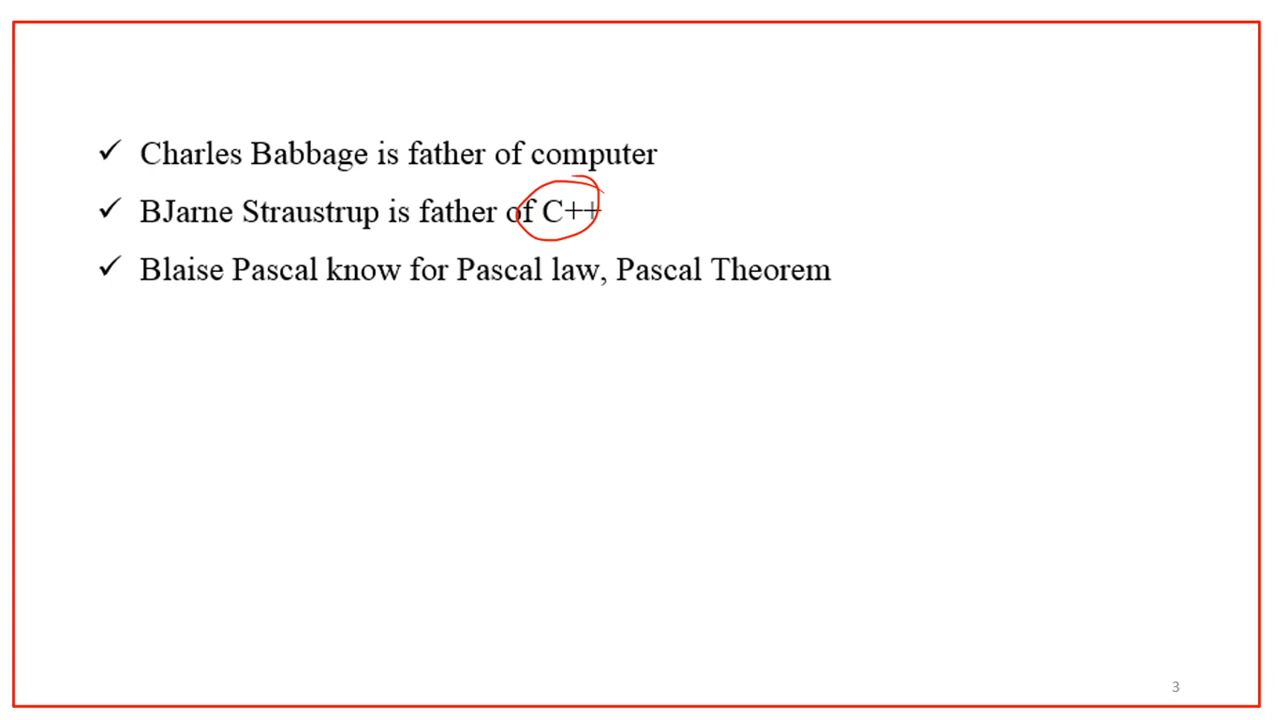 ✓ Charles Babbage is father of computer
✓ BJarne Straustrup is father of C++
✓ Blaise Pascal know for Pascal law, Pascal Theorem
3